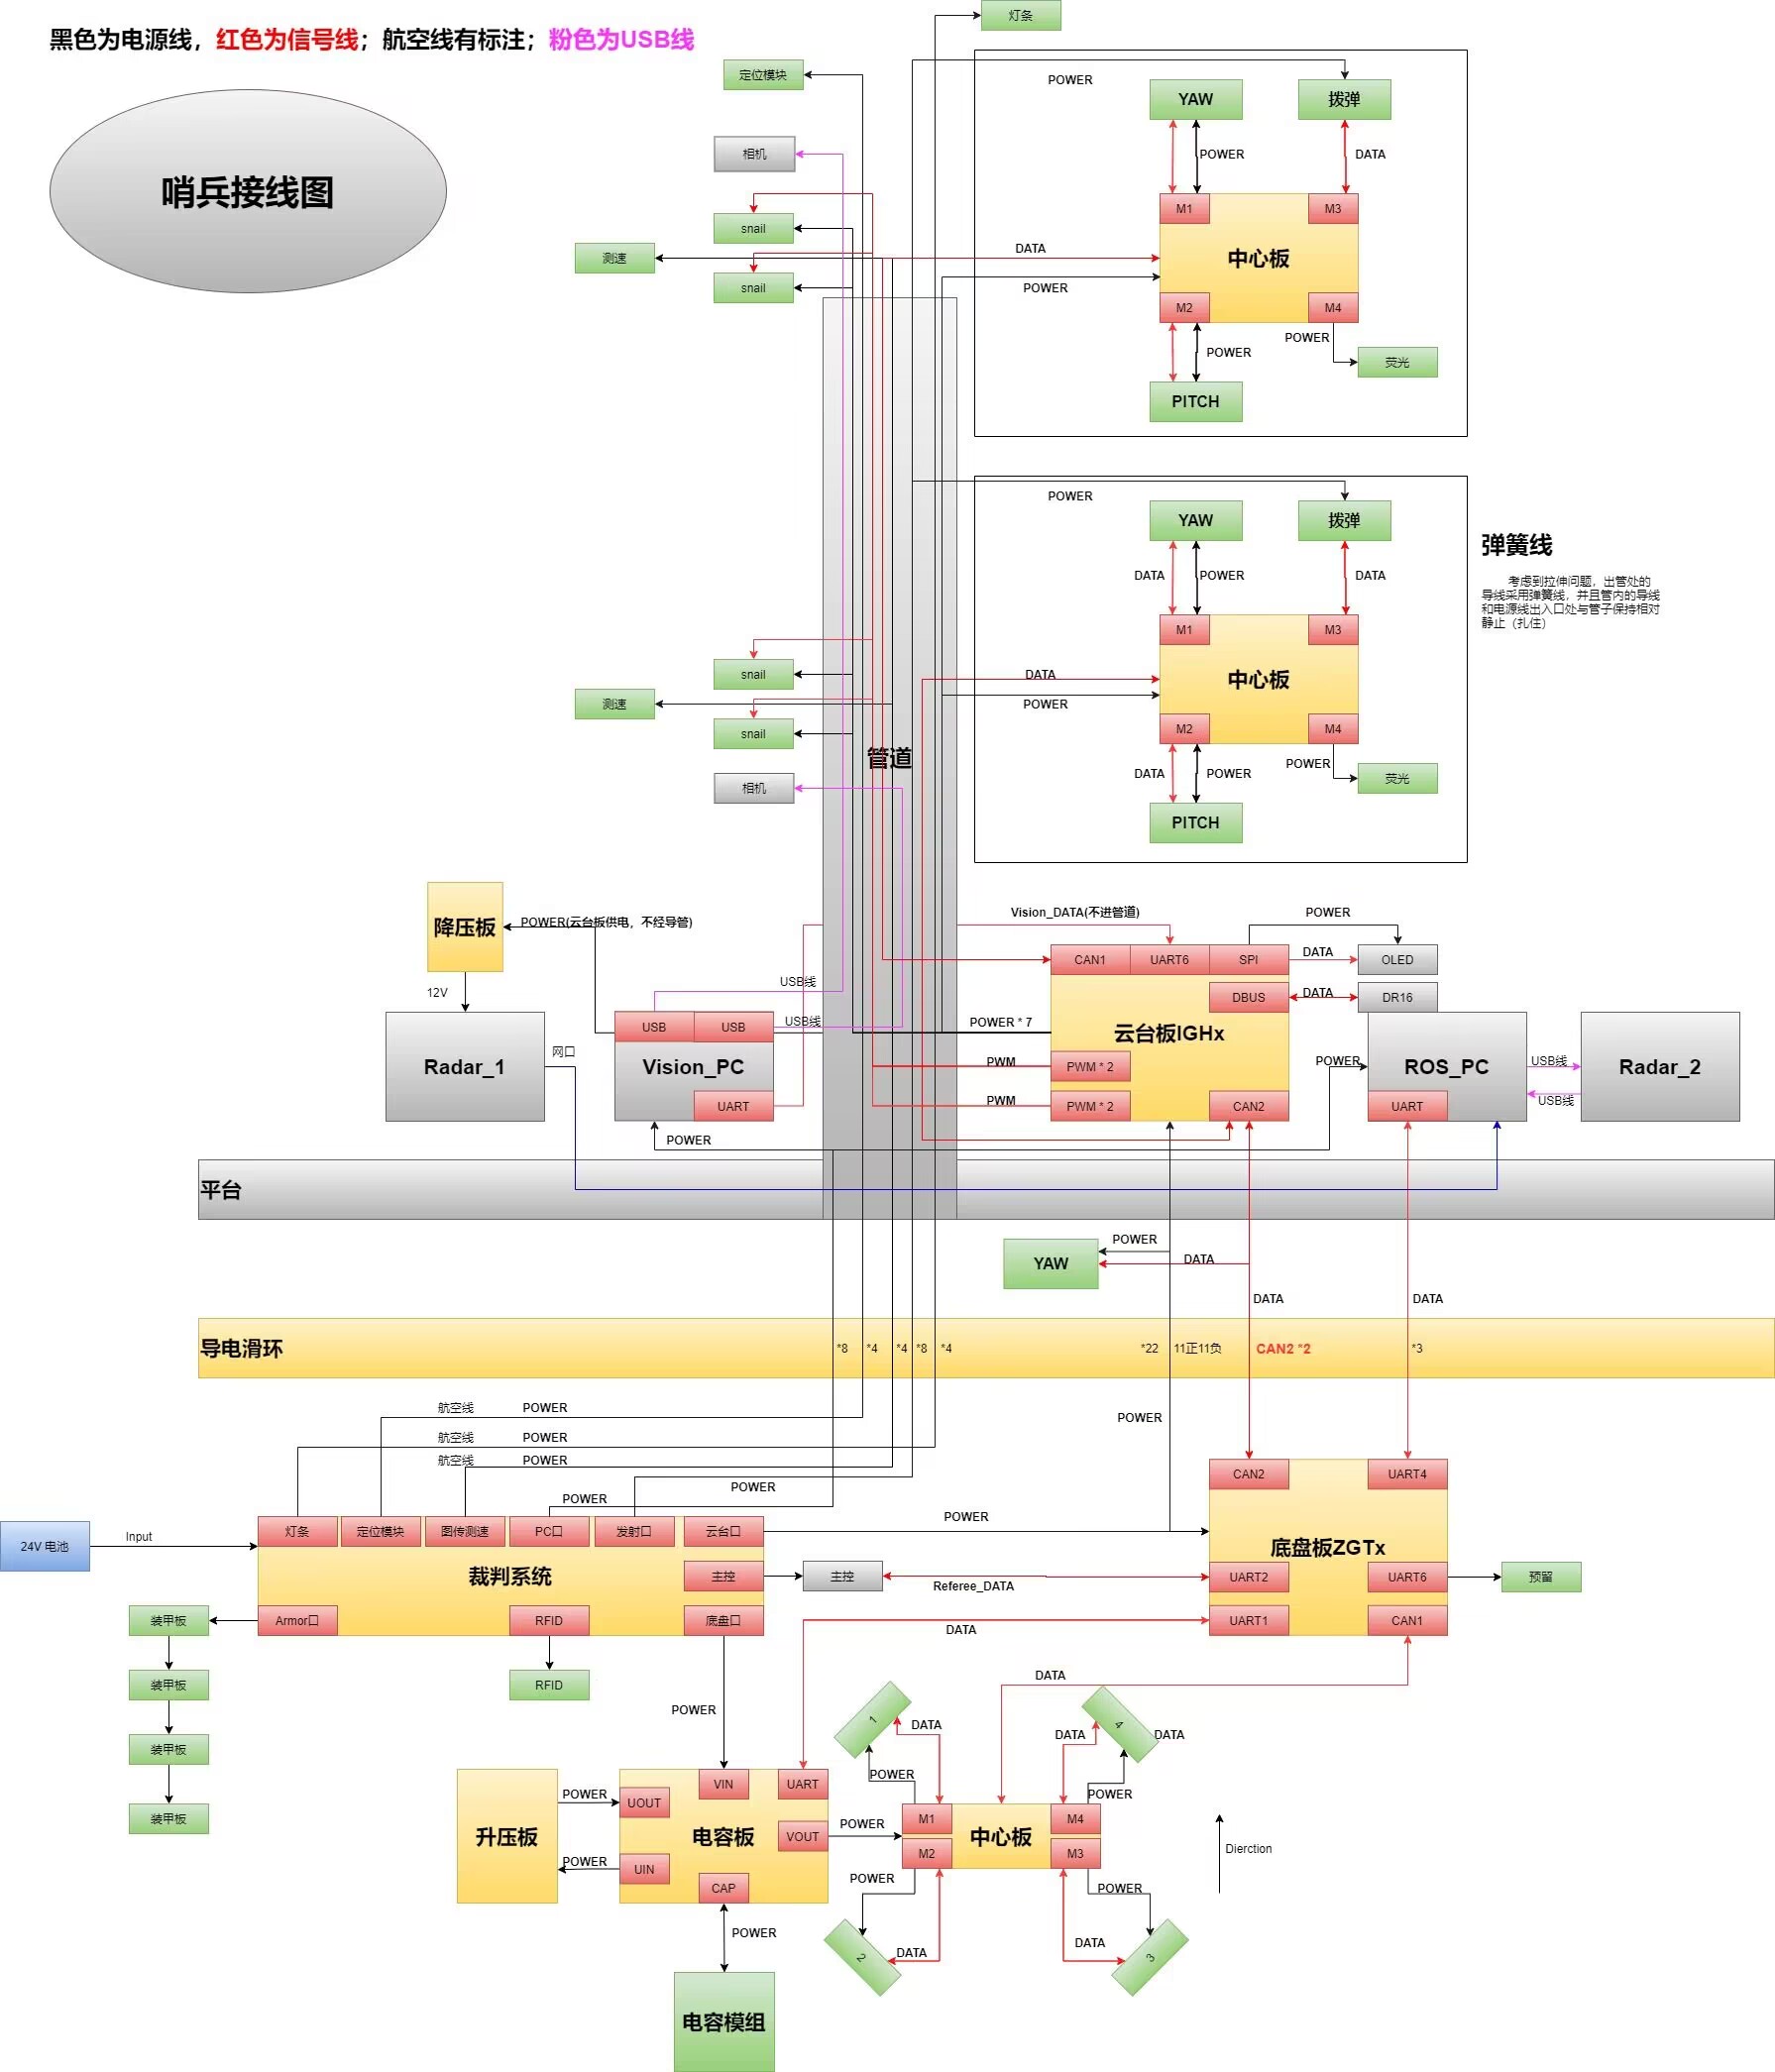 灯条
黑色为电源线，红色为信号线；航空线有标注；粉色为USB线
定位模块
POWER
YAW
拨弹
相机
POWER
DATA
哨兵接线图
M1
M3
snail
测速
DATA
中心板
snail
POWER
M2
M4
POWER
POWER
荧光
PITCH
POWER
YAW
拨弹
弹簧线
DATA
POWER
DATA
考虑到拉伸问题，出管处的
导线采用弹簧线，并且管内的导线
和电源线出入口处与管子保持相对
静止（扎住）
M1
M3
snail
DATA
中心板
测速
POWER
snail
M2
M4
管道
POWER
DATA
POWER
荧光
相机
PITCH
降压板
POWER(云台板供电，不经导管)
Vision_DATA(不进管道)
POWER
CAN1
UART6
SPI
DATA
OLED
12V
USB线
DBUS
DATA
DR16
USB
USB
USB线
POWER * 7
云台板IGHx
网口
Radar_1
Vision_PC
PWM
PWM * 2
POWER
ROS_PC
USB线
Radar_2
USB线
UART
PWM
PWM * 2
CAN2
UART
POWER
平台
POWER
YAW
DATA
DATA
DATA
导电滑环
*8
*4
*4
*8
*4
*22
11正11负
CAN2 *2
*3
航空线
POWER
POWER
航空线
POWER
航空线
POWER
POWER
POWER
CAN2
UART4
24V 电池
Input
灯条
定位模块
图传测速
PC口
发射口
云台口
POWER
底盘板ZGTx
裁判系统
主控
主控
Referee_DATA
UART2
UART6
预留
装甲板
Armor口
RFID
底盘口
DATA
UART1
CAN1
装甲板
RFID
DATA
POWER
1
DATA
DATA
4
DATA
装甲板
POWER
VIN
UART
POWER
POWER
UOUT
装甲板
M1
M4
升压板
电容板
VOUT
POWER
中心板
Dierction
M2
M3
POWER
UIN
CAP
POWER
POWER
POWER
DATA
DATA
2
3
电容模组